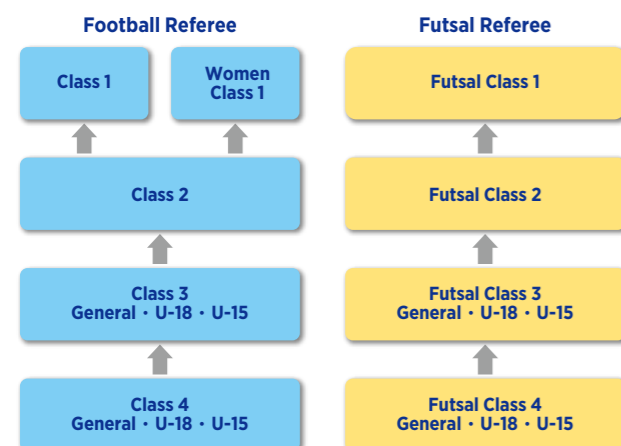 Football Referee
Class 1
Women
Class 1
Class 2
Class 3
General・U-18・U-15
Class 4
General・U-18・U-15
Futsal Referee
Futsal Class 1
Futsal Class 2
Futsal Class 3
General・U-18・U-15
Futsal Class 4
General・U-18・U-15